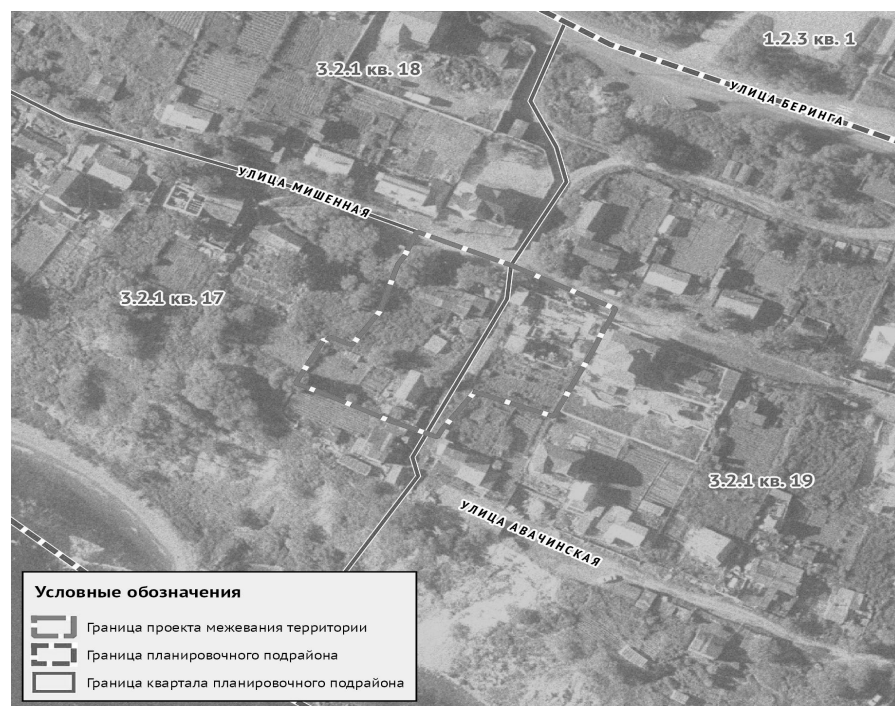 1.2.3 кв. 1
3.2.1 кв. 18
УЛИЦА БЕРИНГА
УЛИЦА МИШЕННАЯ
3.2.1 кв. 17
3.2.1 кв. 19
УЛИЦА АВАЧИНСКАЯ
Условные обозначения
Граница проекта межевания территории
Граница планировочного подрайона
Граница квартала планировочного подрайона